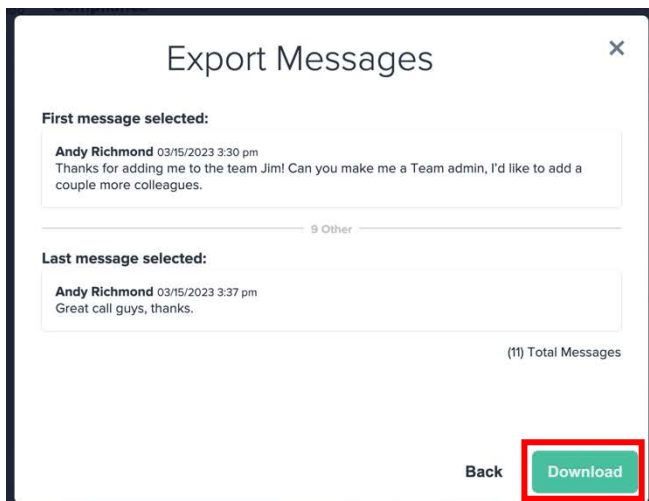 Compliance
Export Messages
×
First message selected:
Andy Richmond 03/15/2023 3:30 pm
Thanks for adding me to the team Jim! Can you make me a Team admin, I'd like to add a
couple more colleagues.
9 Other
Last message selected:
Andy Richmond 03/15/2023 3:37 pm
Great call guys, thanks.
(11) Total Messages
Back Download